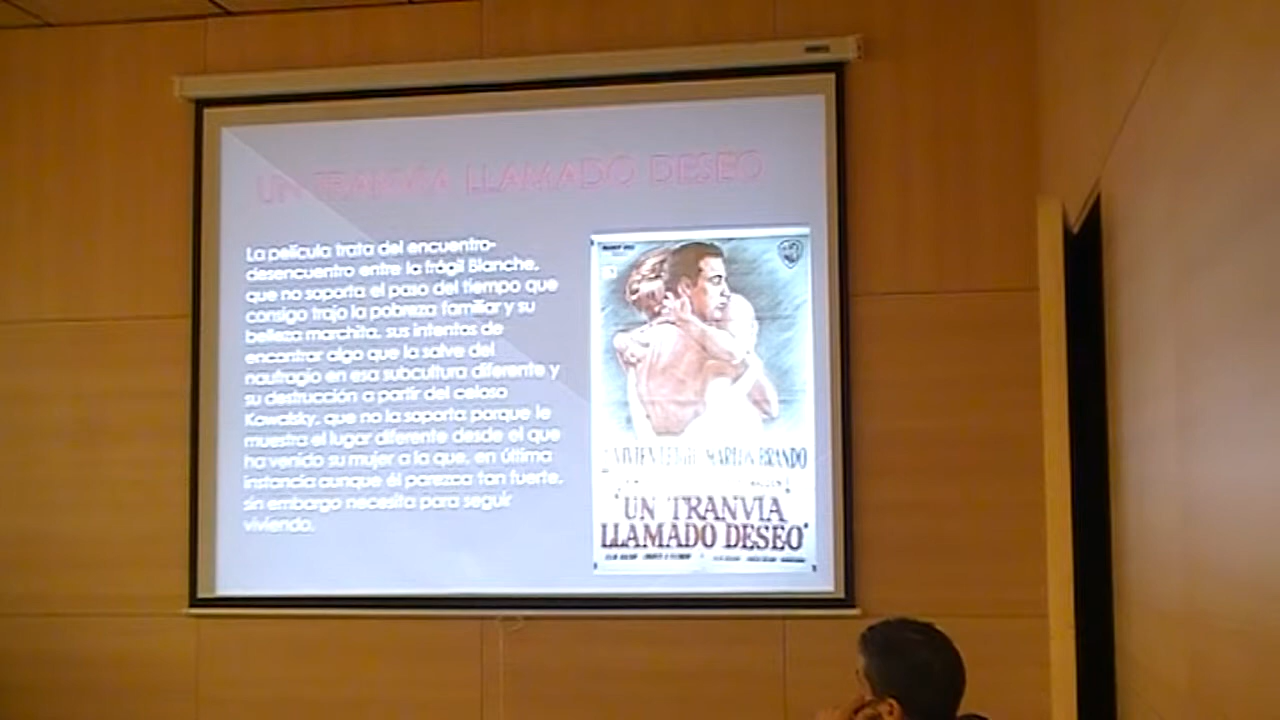 UN TRANVÍA LLAMADO DESEO
La película trata del encuentro-
desencuentro entre la frágil Blanche,
que no soporta el paso del tiempo que
consigo trajo la pobreza familiar y su
belleza marchita, sus intentos de
encontrar algo que la salve del
naufragio en esa subcultura diferente y
su destrucción a partir del celoso
Kowalsky, que no la soporta porque le
muestra el lugar diferente desde el que
ha venido su mujer a la que, en última
instancia aunque él parezca tan fuerte,
sin embargo necesita para seguir
viviendo.
VIVIEN LEIGH MARLON BRANDO
"UN TRANVIA
LLAMADO DESEO"